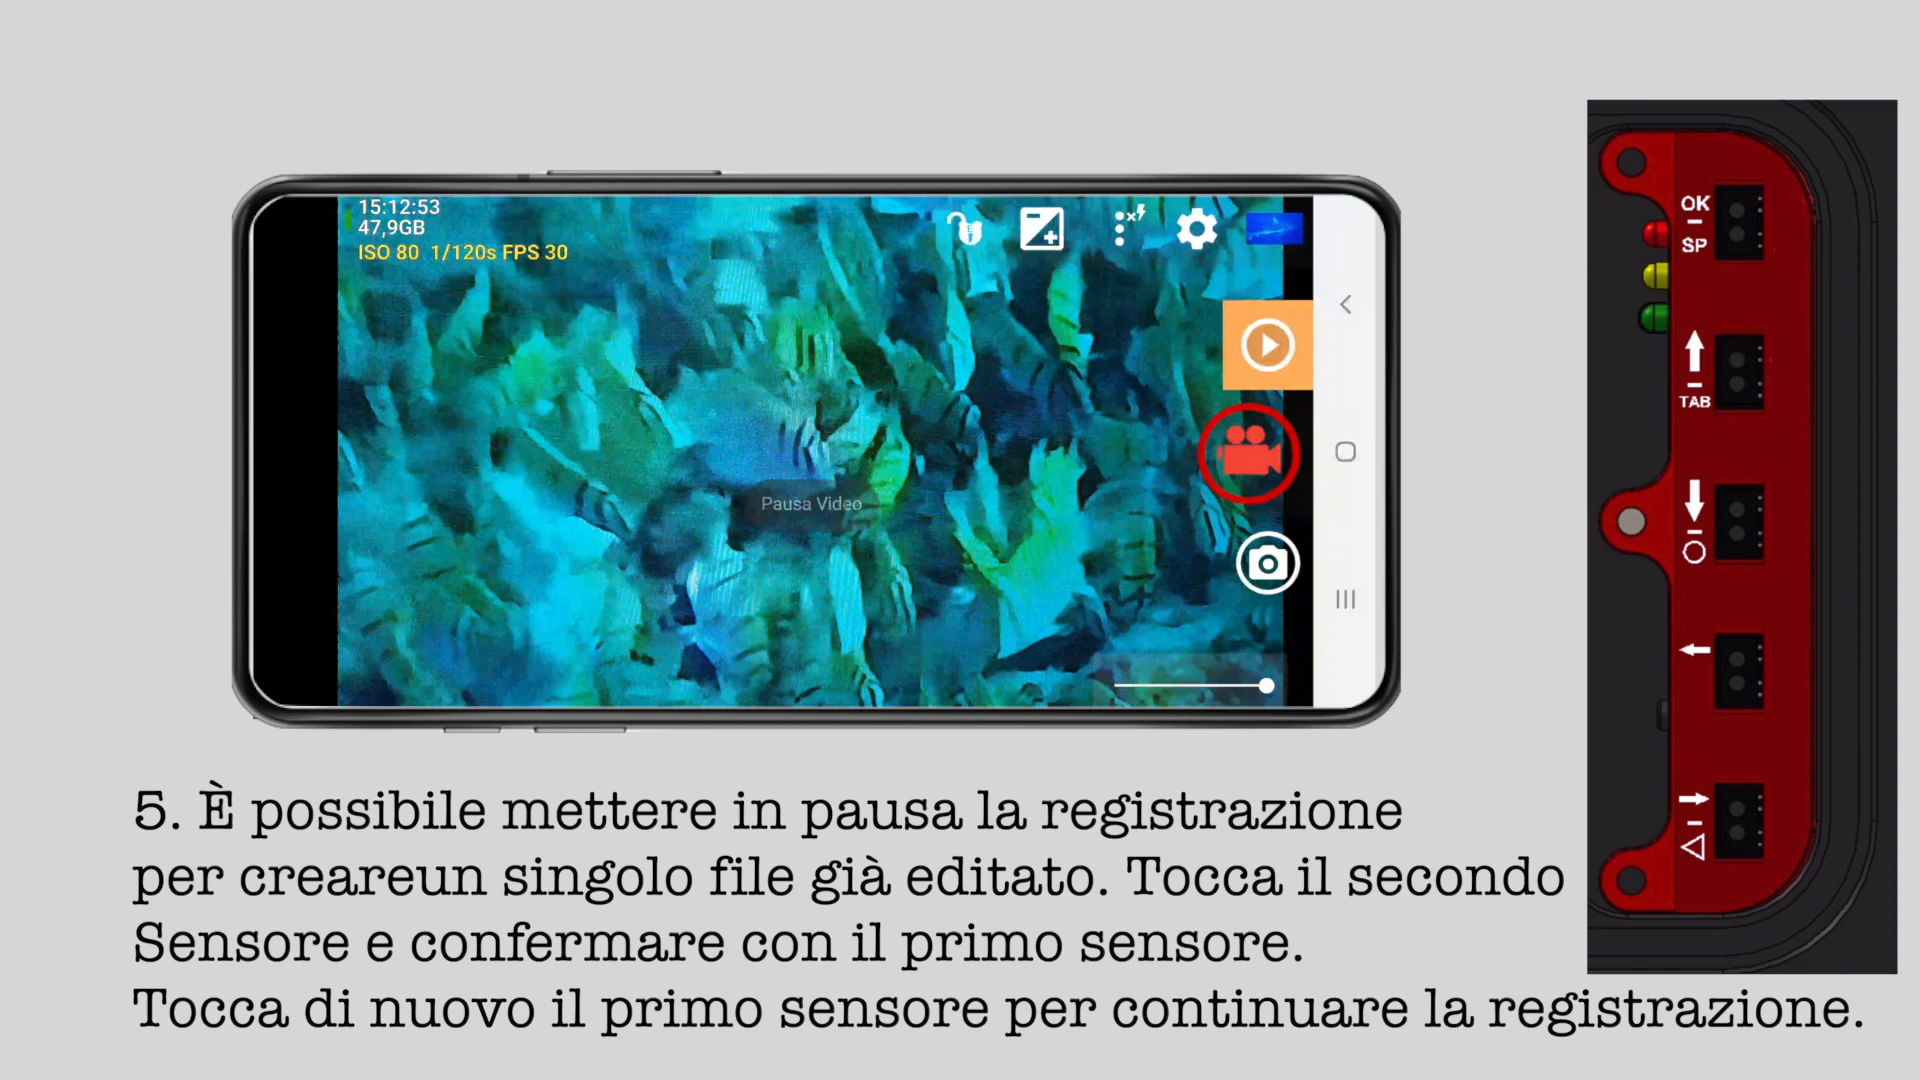 15:12:53
47,9GB
ISO 80 1/120s FPS 30
Pausa Video
OK
SP
TAB
5. È possibile mettere in pausa la registrazione
per creareun singolo file già editato. Tocca il secondo
Sensore e confermare con il primo sensore.
Tocca di nuovo il primo sensore per continuare la registrazione.